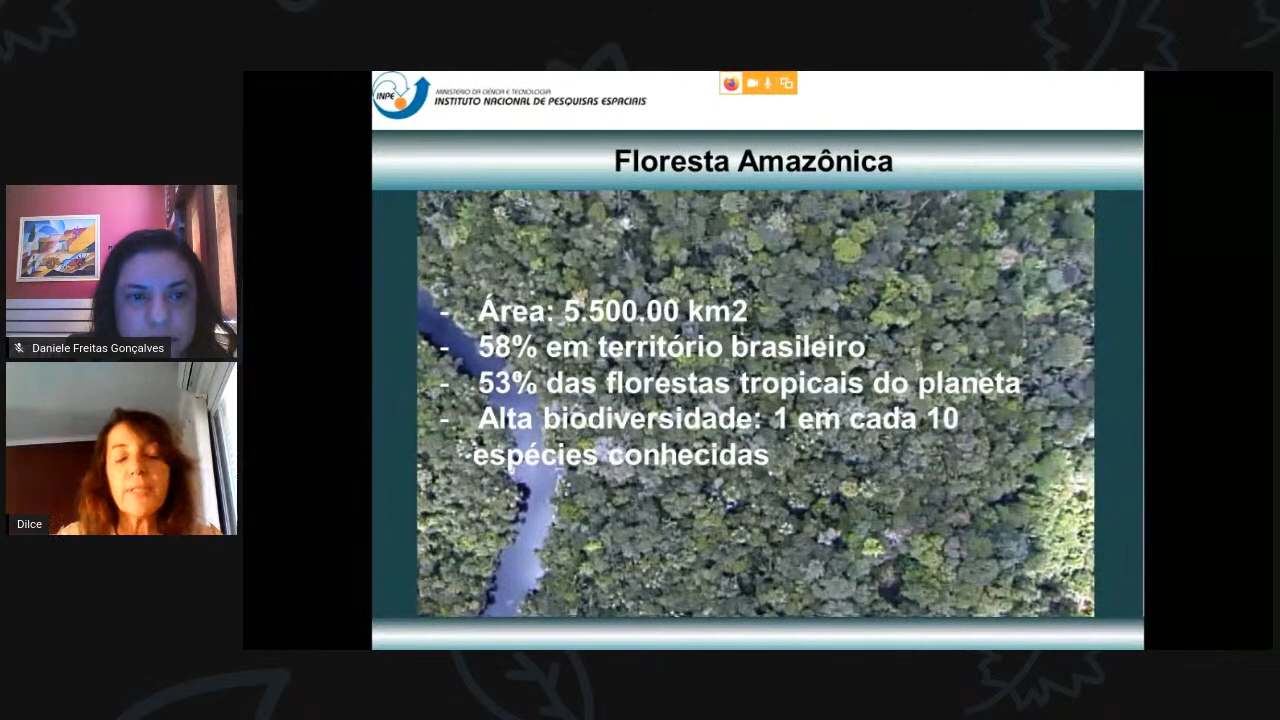 INPE
MINISTÉRIO DA CIÊNCIA E TECNOLOGIA
INSTITUTO NACIONAL DE PESQUISAS ESPACIAIS
Floresta Amazônica
- Área: 5.500.00 km2
- 58% em território brasileiro
- 53% das florestas tropicais do planeta
- Alta biodiversidade: 1 em cada 10
espécies conhecidas
Daniele Freitas Gonçalves
Dilce